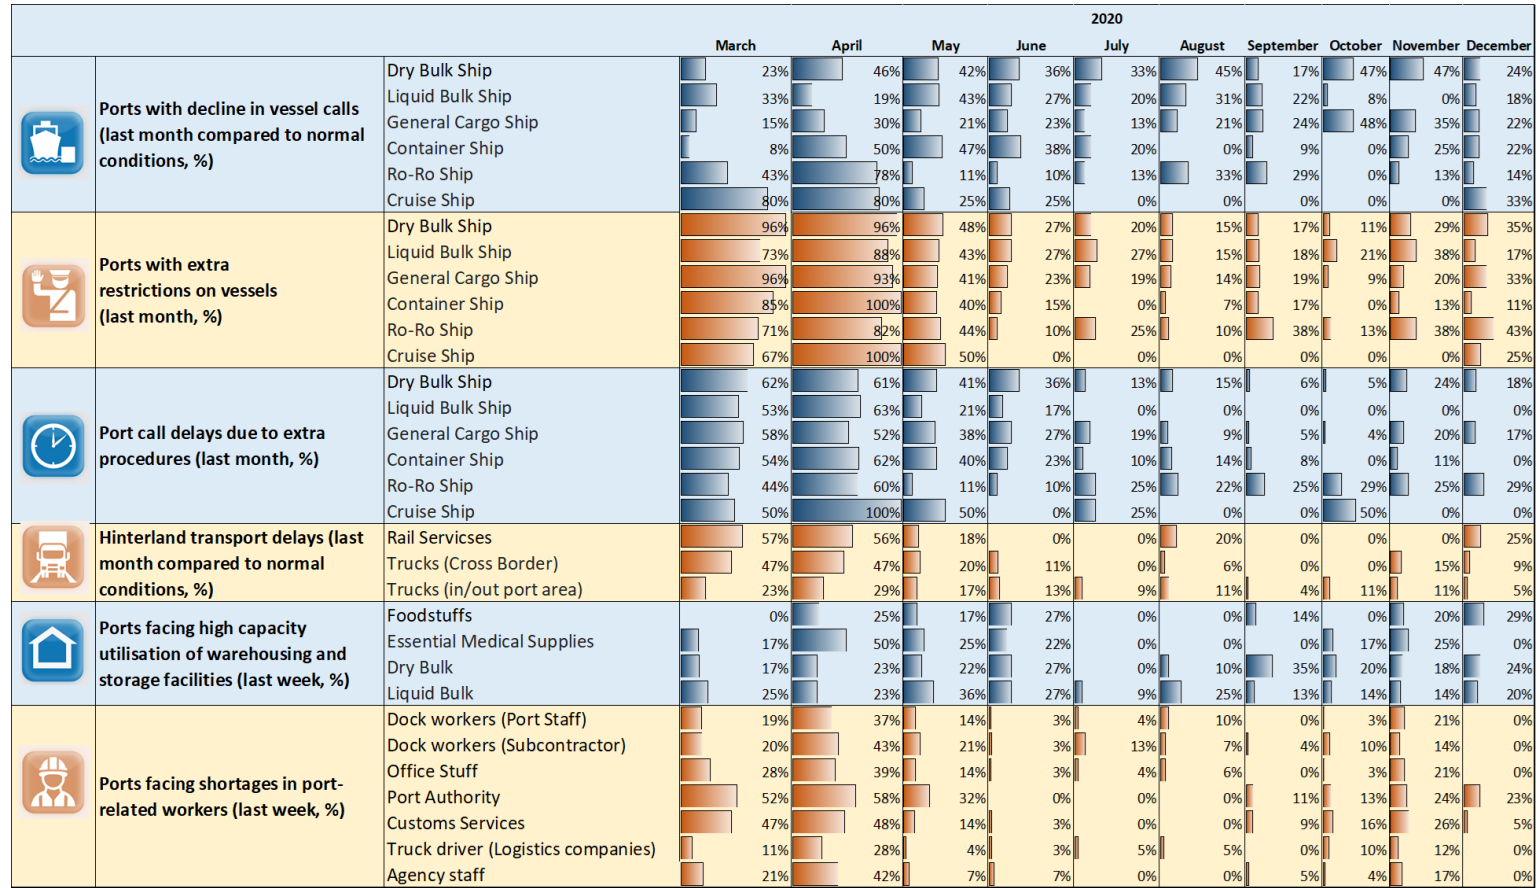 2020
March April May June July August September October November December
Ports with decline in vessel calls
(last month compared to normal
conditions, %)
Dry Bulk Ship 23% 46% 42% 36% 33% 45% 17% 47% 47% 24%
Liquid Bulk Ship 33% 19% 43% 27% 20% 31% 22% 8% 0% 18%
General Cargo Ship 15% 30% 21% 23% 13% 21% 24% 48% 35% 22%
Container Ship 8% 50% 47% 38% 20% 0% 9% 0% 25% 22%
Ro-Ro Ship 43% 78% 11% 10% 13% 33% 29% 0% 13% 14%
Cruise Ship 80% 80% 25% 25% 0% 0% 0% 0% 0% 33%
Ports with extra
restrictions on vessels
(last month, %)
Dry Bulk Ship 96% 96% 48% 27% 20% 15% 17% 11% 29% 35%
Liquid Bulk Ship 73% 88% 43% 27% 27% 15% 18% 21% 38% 17%
General Cargo Ship 96% 93% 41% 23% 19% 14% 19% 9% 20% 33%
Container Ship 85% 100% 40% 15% 0% 7% 17% 0% 13% 11%
Ro-Ro Ship 71% 82% 44% 10% 25% 10% 38% 13% 38% 43%
Cruise Ship 67% 100% 50% 0% 0% 0% 0% 0% 0% 25%
Port call delays due to extra
procedures (last month, %)
Dry Bulk Ship 62% 61% 41% 36% 13% 15% 6% 5% 24% 18%
Liquid Bulk Ship 53% 63% 21% 17% 0% 0% 0% 0% 0% 0%
General Cargo Ship 58% 52% 38% 27% 19% 9% 5% 4% 20% 17%
Container Ship 54% 62% 40% 23% 10% 14% 8% 0% 11% 0%
Ro-Ro Ship 44% 60% 11% 10% 25% 22% 25% 29% 25% 29%
Cruise Ship 50% 100% 50% 0% 25% 0% 0% 50% 0% 0%
Hinterland transport delays (last
month compared to normal
conditions, %)
Rail Servicses 57% 56% 18% 0% 0% 20% 0% 0% 0% 25%
Trucks (Cross Border) 47% 47% 20% 11% 0% 6% 0% 0% 15% 9%
Trucks (in/out port area) 23% 29% 17% 13% 9% 11% 4% 11% 11% 5%
Ports facing high capacity
utilisation of warehousing and
storage facilities (last week, %)
Foodstuffs 0% 25% 17% 27% 0% 0% 14% 0% 20% 29%
Essential Medical Supplies 17% 50% 25% 22% 0% 0% 0% 17% 25% 0%
Dry Bulk 17% 23% 22% 27% 0% 10% 35% 20% 18% 24%
Liquid Bulk 25% 23% 36% 27% 9% 25% 13% 14% 14% 20%
Ports facing shortages in port-
related workers (last week, %)
Dock workers (Port Staff) 19% 37% 14% 3% 4% 10% 0% 3% 21% 0%
Dock workers (Subcontractor) 20% 43% 21% 3% 13% 7% 4% 10% 14% 0%
Office Stuff 28% 39% 14% 3% 4% 6% 0% 3% 21% 0%
Port Authority 52% 58% 32% 0% 0% 0% 11% 13% 24% 23%
Customs Services 47% 48% 14% 3% 0% 0% 9% 16% 26% 5%
Truck driver (Logistics companies) 11% 28% 4% 3% 5% 5% 0% 10% 12% 0%
Agency staff 21% 42% 7% 7% 0% 0% 5% 4% 17% 0%